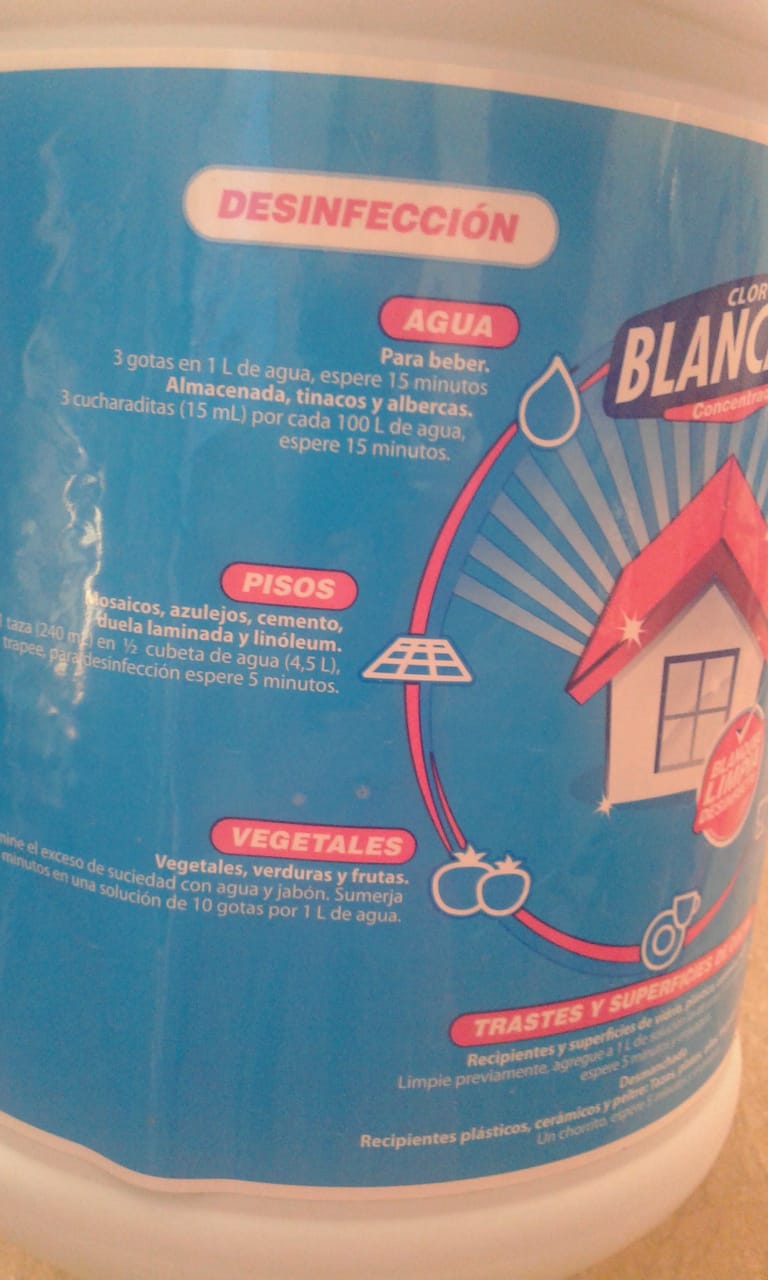 DESINFECCIÓN
AGUA
Para beber.
3 gotas en 1 L de agua, espere 15 minutos
Almacenada, tinacos y albercas.
3 cucharaditas (15 mL) por cada 100 L de agua,
espere 15 minutos.
PISOS
Mosaicos, azulejos, cemento,
duela laminada y linóleum.
taza (240 mL) en ½ cubeta de agua (4,5 L),
trapee, para desinfección espere 5 minutos.
VEGETALES
Vegetales, verduras y frutas.
el exceso de suciedad con agua y jabón. Sumerja
minutos en una solución de 10 gotas por 1 L de agua.
CLOR
BLANC
Concentrad
TRASTES Y SUPERFICIES DE
Recipientes y superficies de vidrio,
Limpie previamente, agregue a 1 L de
espere 5 minutos
Recipientes plásticos, cerámicos y peltre: Tazas,
Un chorrito, espere